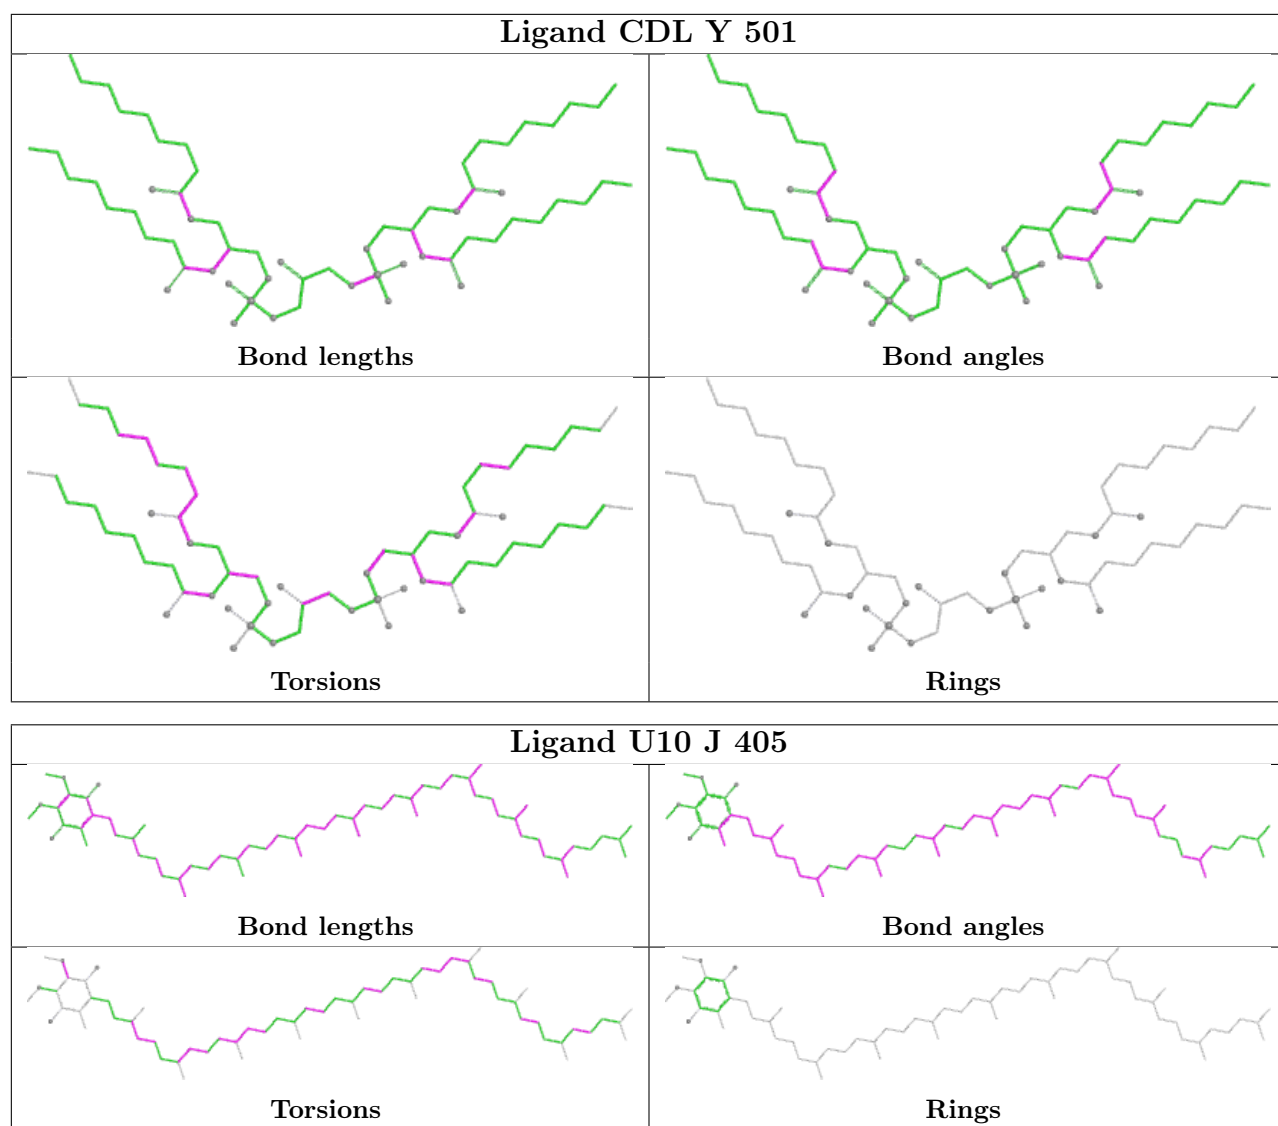 Ligand CDL Y 501
Bond lengths
Bond angles
Torsions
Rings
Ligand U10 J 405
Bond lengths
Bond angles
Torsions
Rings